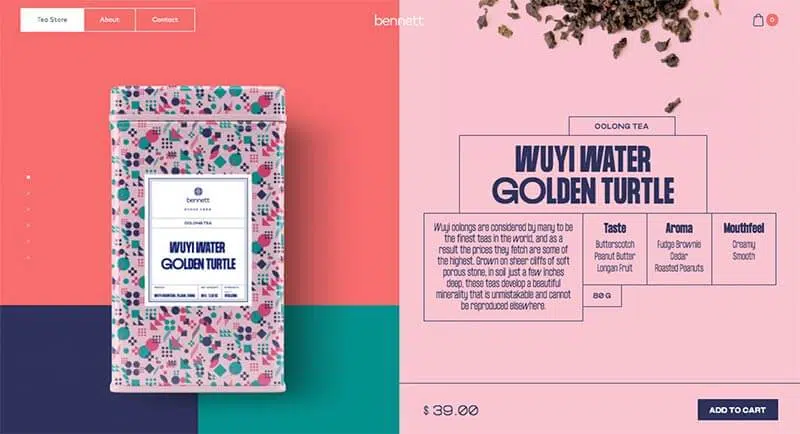 Tea Store
About
Contact
bennett
0
bennett
OOLONG TEA
WUYI WATER
GOLDEN TURTLE
OOLONG TEA
WUYI WATER
GOLDEN TURTLE
Wuyi oolongs are considered by many to be
the finest teas in the world, and as a
result the prices they fetch are some of
the highest. Grown on sheer cliffs of soft
porous stone, in soil just a few inches
deep, these teas develop a beautiful
minerality that is unmistakable and cannot
be reproduced elsewhere.
Taste
Butterscotch
Peanut Butter
Longan Fruit
Aroma
Fudge Brownie
Cedar
Roasted Peanuts
Mouthfeel
Creamy
Smooth
80 G
$ 39.00
ADD TO CART